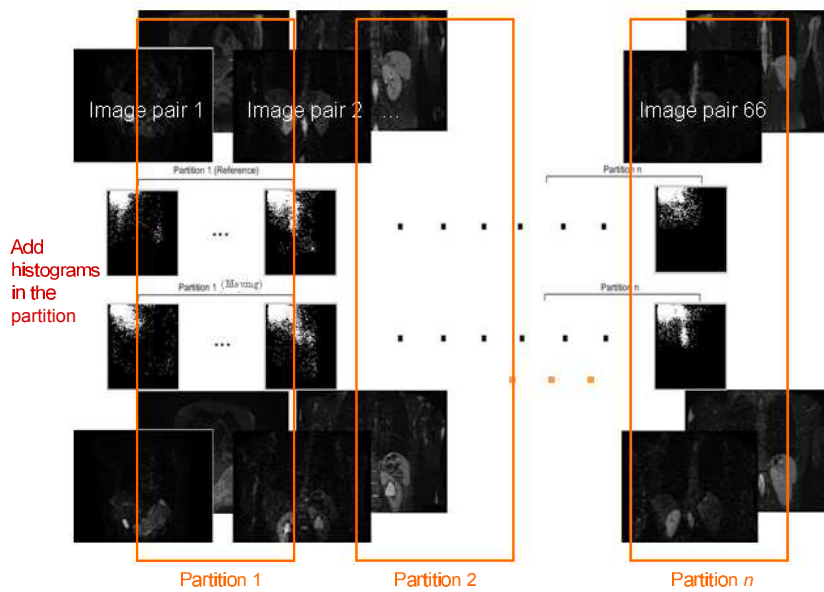 Image pair 1
Image pair 2 ...
Image pair 66
Partition 1 (Reference)
Partition n
...
Add
histograms
in the
partition
Partition 1 (Moving)
Partition n
...
Partition 1
Partition 2
Partition n